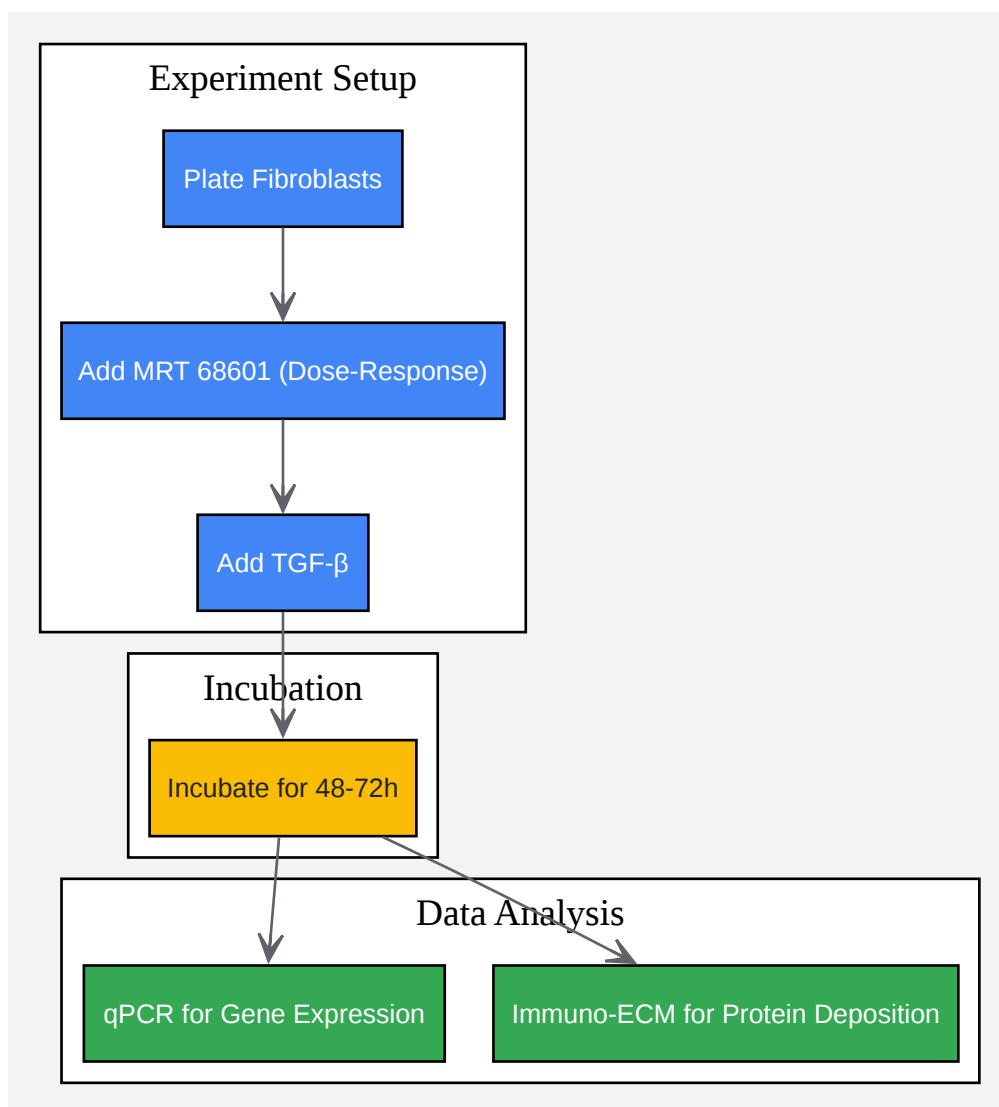 Experiment Setup
Plate Fibroblasts
Add MRT 68601 (Dose-Response)
Add TGF-β
Incubation
Incubate for 48-72h
Data Analysis
qPCR for Gene Expression
Immuno-ECM for Protein Deposition